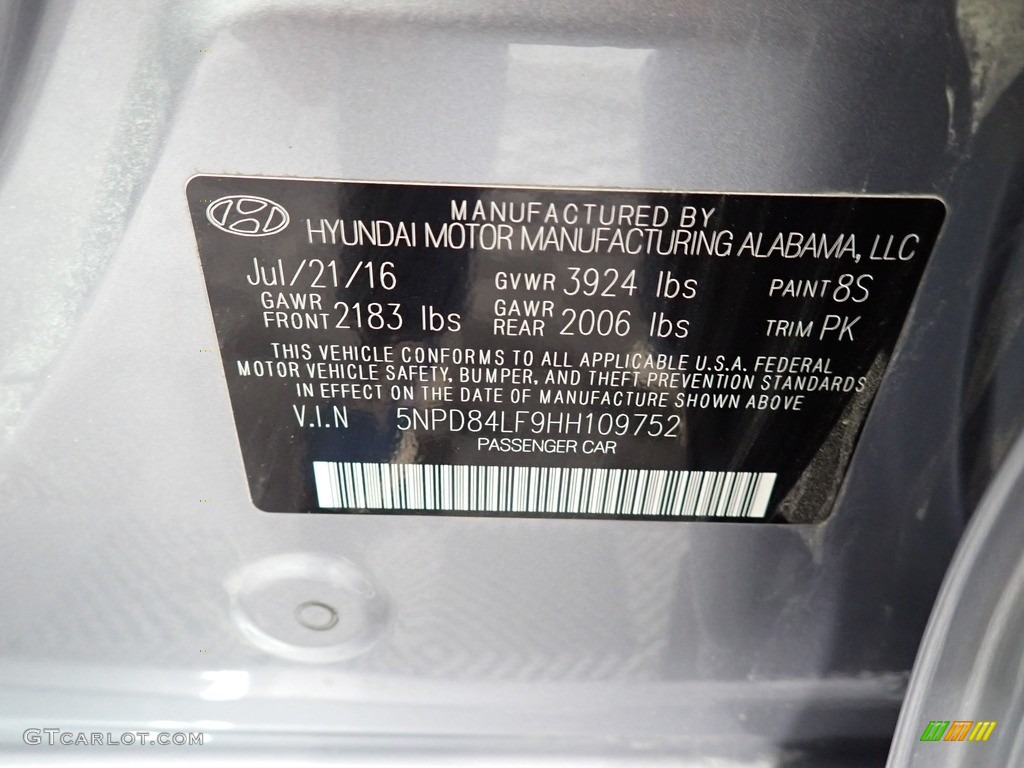 MANUFACTURED BY
HYUNDAI MOTOR MANUFACTURING ALABAMA, LLC
Jul/21/16 GVWR 3924 lbs PAINT 8S
GAWR FRONT 2183 lbs GAWR REAR 2006 lbs TRIM PK
THIS VEHICLE CONFORMS TO ALL APPLICABLE U.S.A. FEDERAL
MOTOR VEHICLE SAFETY, BUMPER, AND THEFT PREVENTION STANDARDS
IN EFFECT ON THE DATE OF MANUFACTURE SHOWN ABOVE
V.I.N 5NPD84LF9HH109752
PASSENGER CAR
GTCARLOT.COM